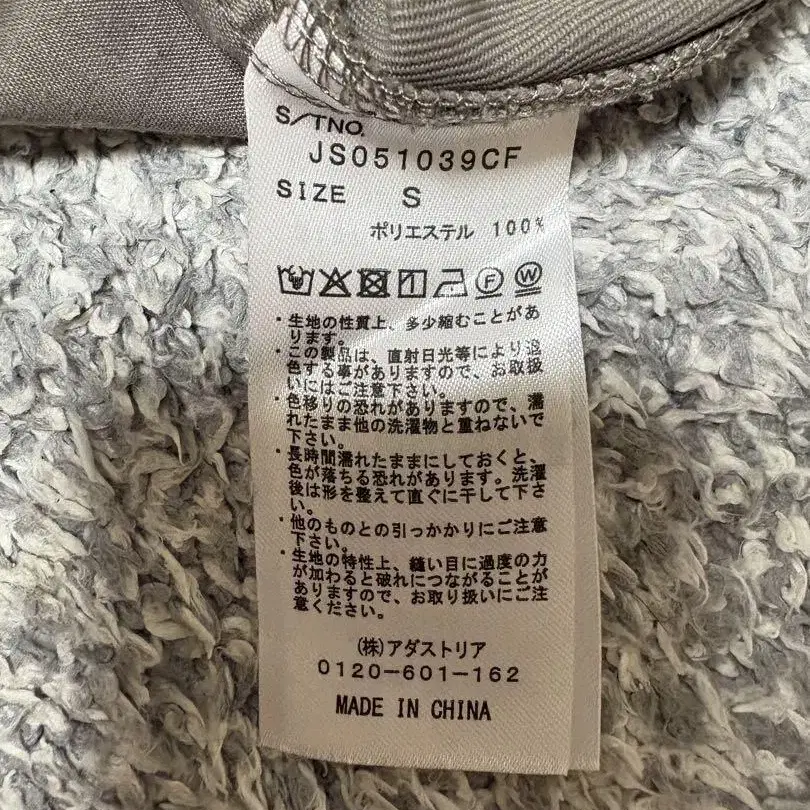 S/TNO.
JS051039CF
SIZE S
ポリエステル 100%
F W
・生地の性質上、多少縮むことがあ
ります。
・この製品は、直射日光等により退
色する事がありますので、お取扱
いにはご注意下さい。
・色移りの恐れがありますので、濡
れたまま他の洗濯物と重ねないで
下さい。
・長時間濡れたままにしておくと、
色が落ちる恐れがあります。洗濯
後は形を整えて直ぐに干して下さ
い。
・他のものとの引っかかりにご注意
下さい。
・生地の特性上、縫い目に過度の力
が加わると破れにつながることが
ありますので、お取り扱いにご注
意ください。
(株)アダストリア
0120-601-162
MADE IN CHINA